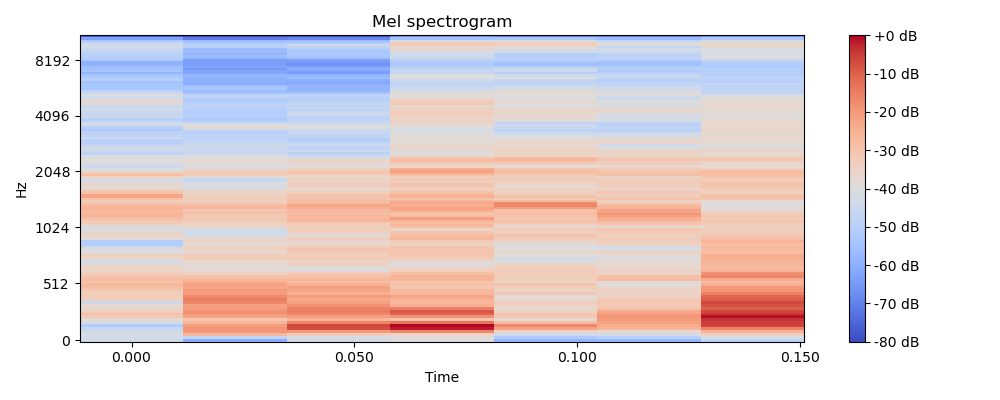 Mel spectrogram
Hz
8192
4096
2048
1024
512
0
0.000
0.050
0.100
0.150
Time
+0 dB
-10 dB
-20 dB
-30 dB
-40 dB
-50 dB
-60 dB
-70 dB
-80 dB